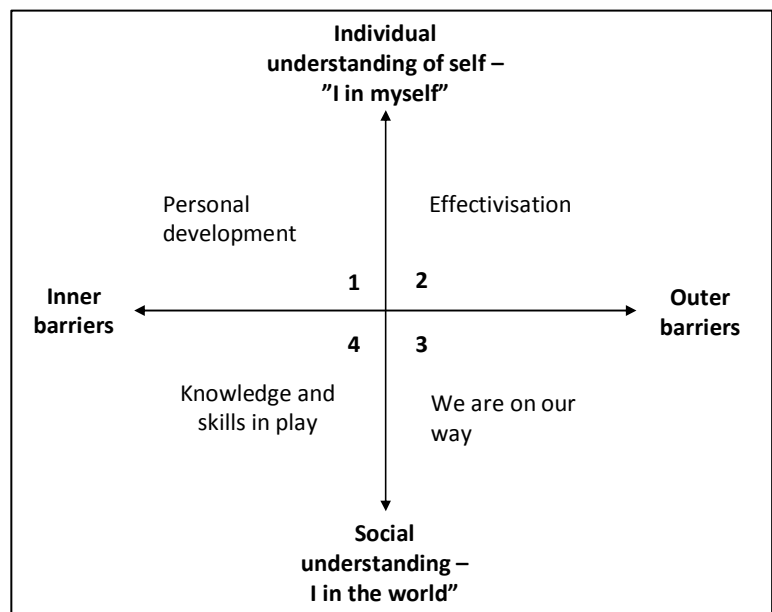 Individual
understanding of self –
”I in myself”
Personal
development
Effectivisation
1
2
Inner
barriers
Outer
barriers
4
3
Knowledge and
skills in play
We are on our
way
Social
understanding –
I in the world”